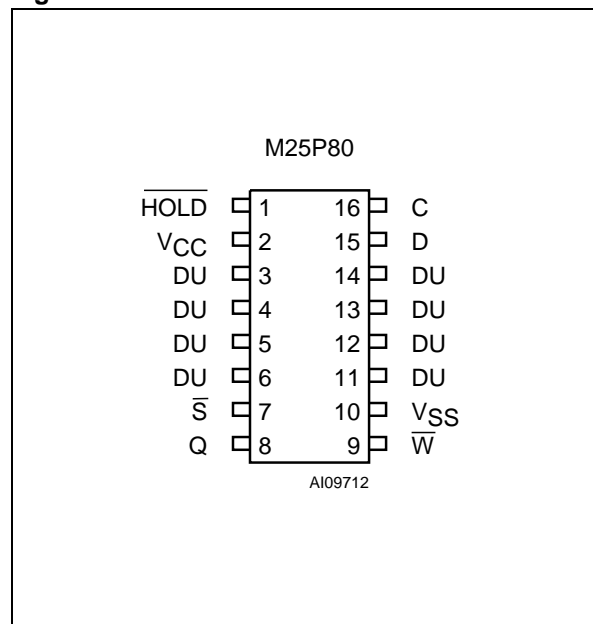 M25P80
HOLD 1 16 C
VCC 2 15 D
DU 3 14 DU
DU 4 13 DU
DU 5 12 DU
DU 6 11 DU
S 7 10 VSS
Q 8 9 W
AI09712